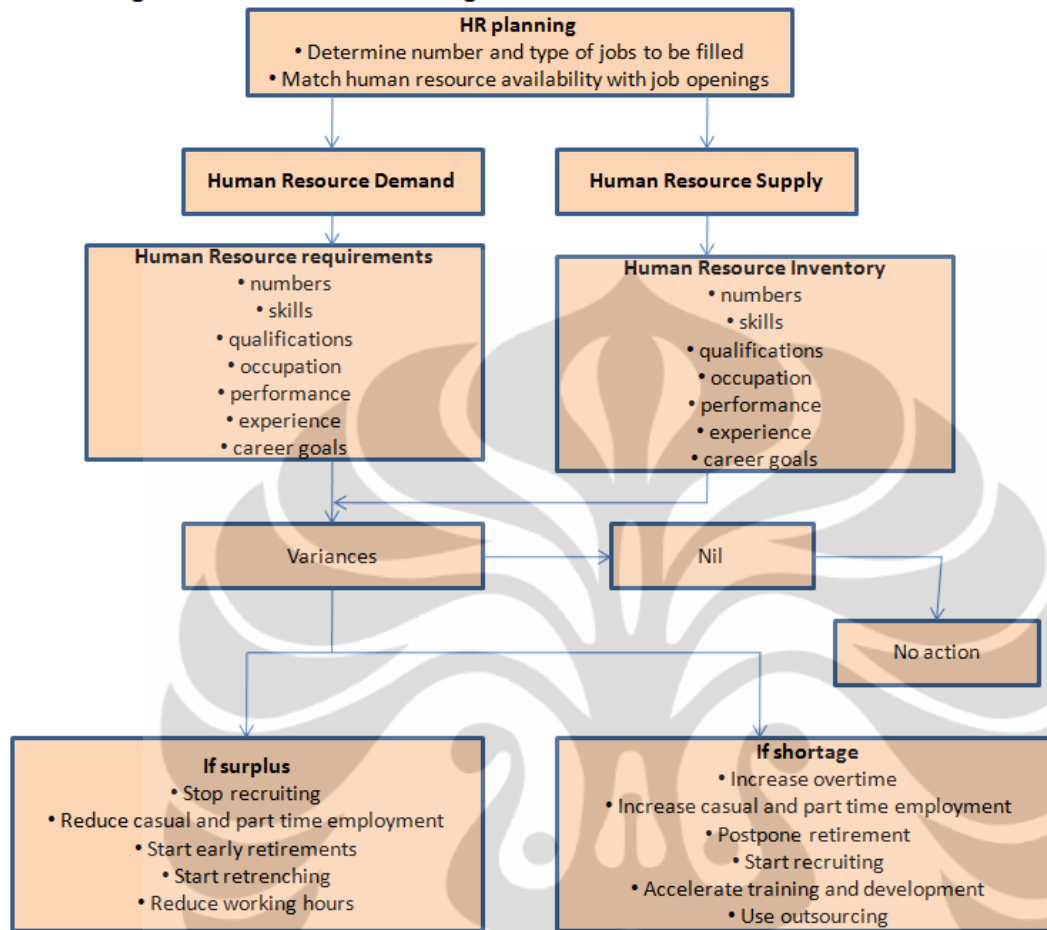 HR planning
• Determine number and type of jobs to be filled
• Match human resource availability with job openings
Human Resource Demand
Human Resource Supply
Human Resource requirements
• numbers
• skills
• qualifications
• occupation
• performance
• experience
• career goals
Human Resource Inventory
• numbers
• skills
• qualifications
• occupation
• performance
• experience
• career goals
Variances
Nil
No action
If surplus
• Stop recruiting
• Reduce casual and part time employment
• Start early retirements
• Start retrenching
• Reduce working hours
If shortage
• Increase overtime
• Increase casual and part time employment
• Postpone retirement
• Start recruiting
• Accelerate training and development
• Use outsourcing